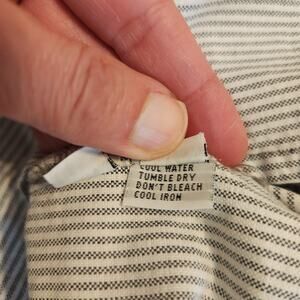 COOL WATER
TUMBLE DRY
DON'T BLEACH
COOL IRON